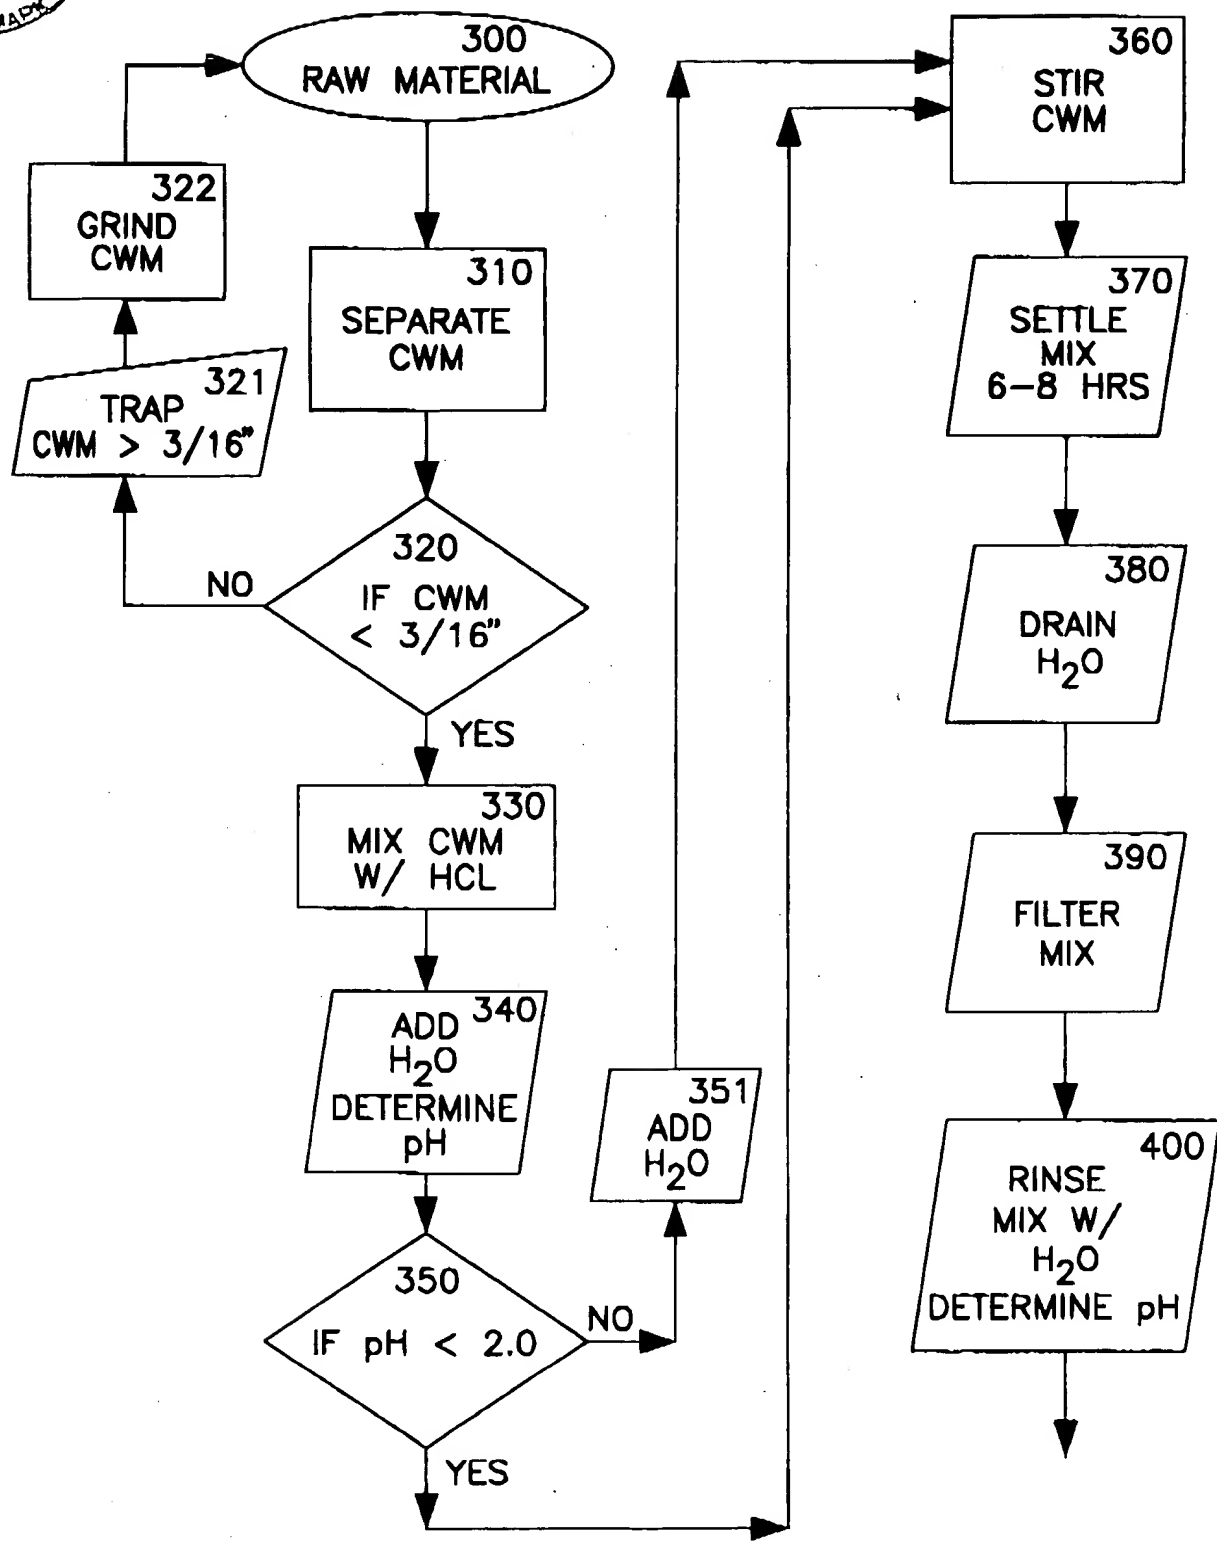 300
RAW MATERIAL
322
GRIND
CWM
310
SEPARATE
CWM
321
TRAP
CWM > 3/16"
320
IF CWM
< 3/16"
NO
YES
330
MIX CWM
W/ HCL
340
ADD
H₂O
DETERMINE
pH
350
IF pH < 2.0
NO
YES
351
ADD
H₂O
360
STIR
CWM
370
SETTLE
MIX
6-8 HRS
380
DRAIN
H₂O
390
FILTER
MIX
400
RINSE
MIX W/
H₂O
DETERMINE pH